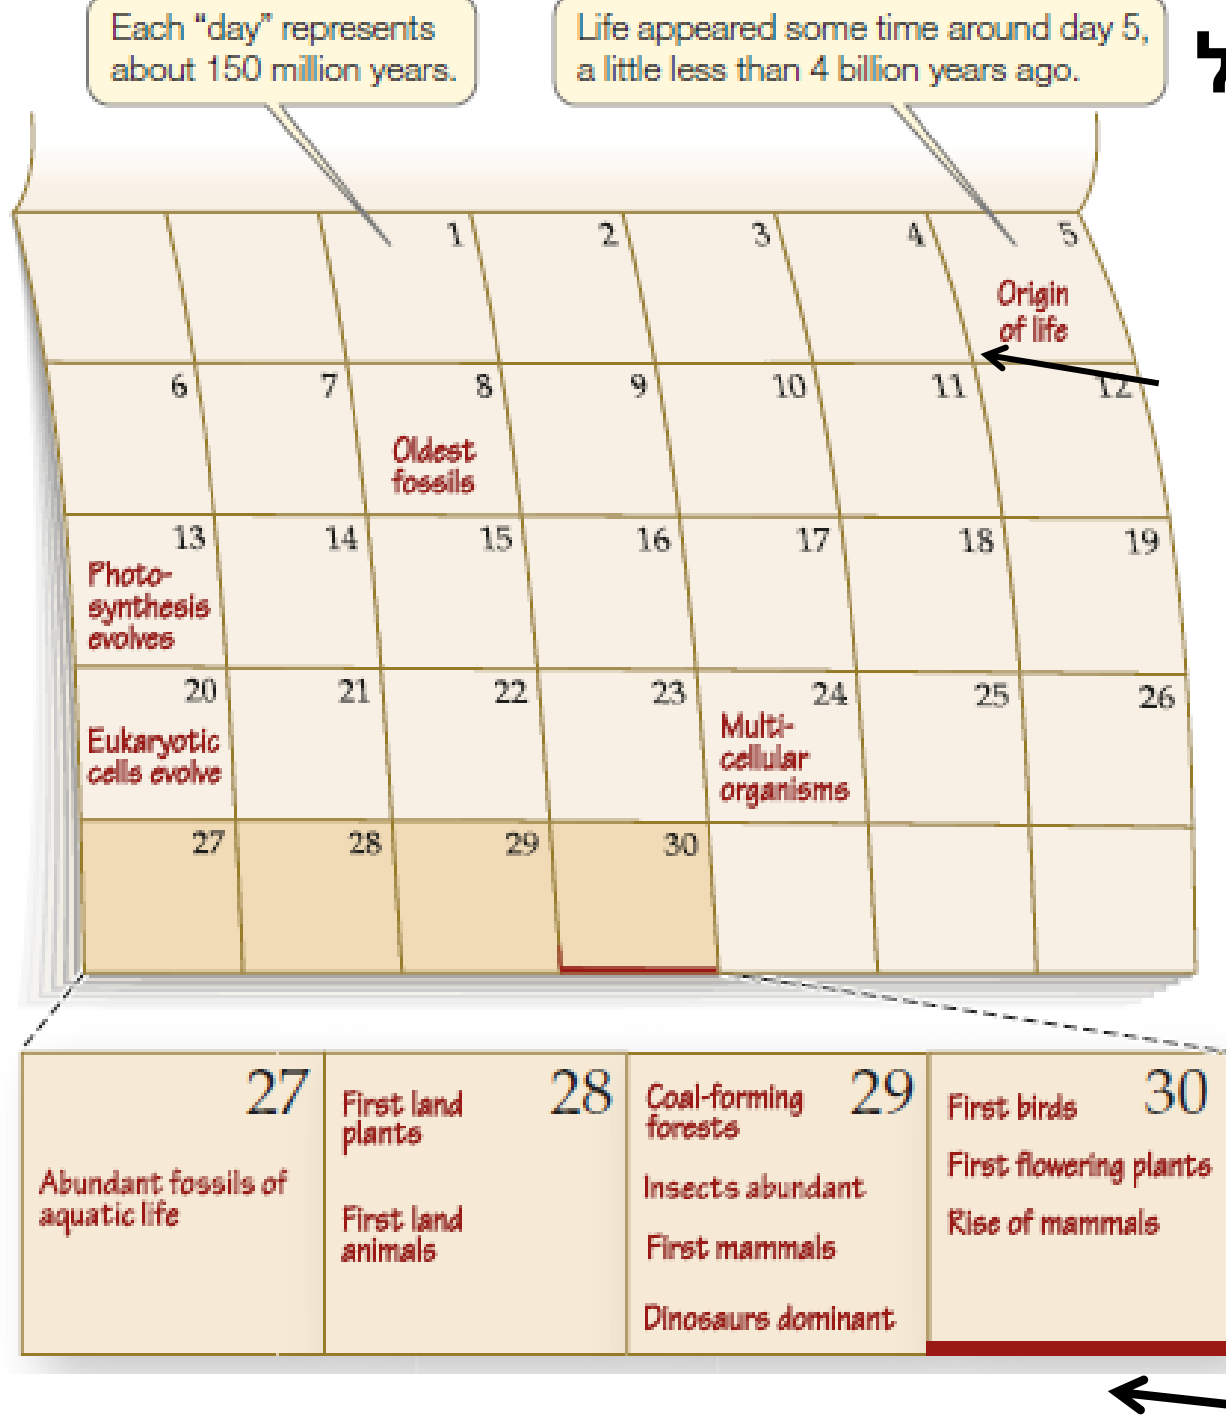 Each “day” represents
about 150 million years.
Life appeared some time around day 5,
a little less than 4 billion years ago.
1 2 3 4 5
Origin
of life
6 7 8 9 10 11 12
Oldest
fossils
13 14 15 16 17 18 19
Photo-
synthesis
evolves
20 21 22 23 24 25 26
Eukaryotic
cells evolve
Multi-
cellular
organisms
27 28 29 30
27
Abundant fossils of
aquatic life
28
First land
plants
First land
animals
29
Coal-forming
forests
Insects abundant
First mammals
Dinosaurs dominant
30
First birds
First flowering plants
Rise of mammals